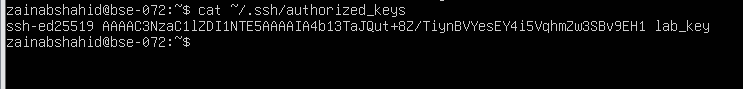 zainabshahid@bse-072:~$ cat ~/.ssh/authorized_keys
ssh-ed25519 AAAAC3NzaC1lZDI1NTE5AAAAIA4b13TaJQut+8Z/TiynBVYesEY4i5VqhmZw3SBv9EH1 lab_key
zainabshahid@bse-072:~$